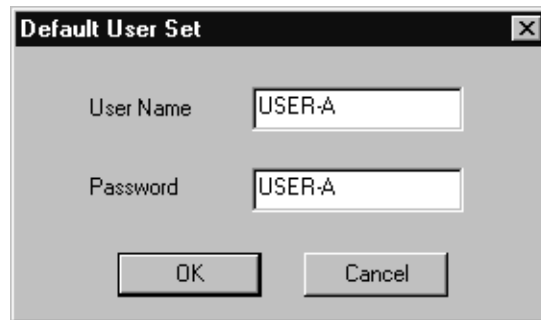 Default User Set
User Name USER-A
Password USER-A
OK Cancel